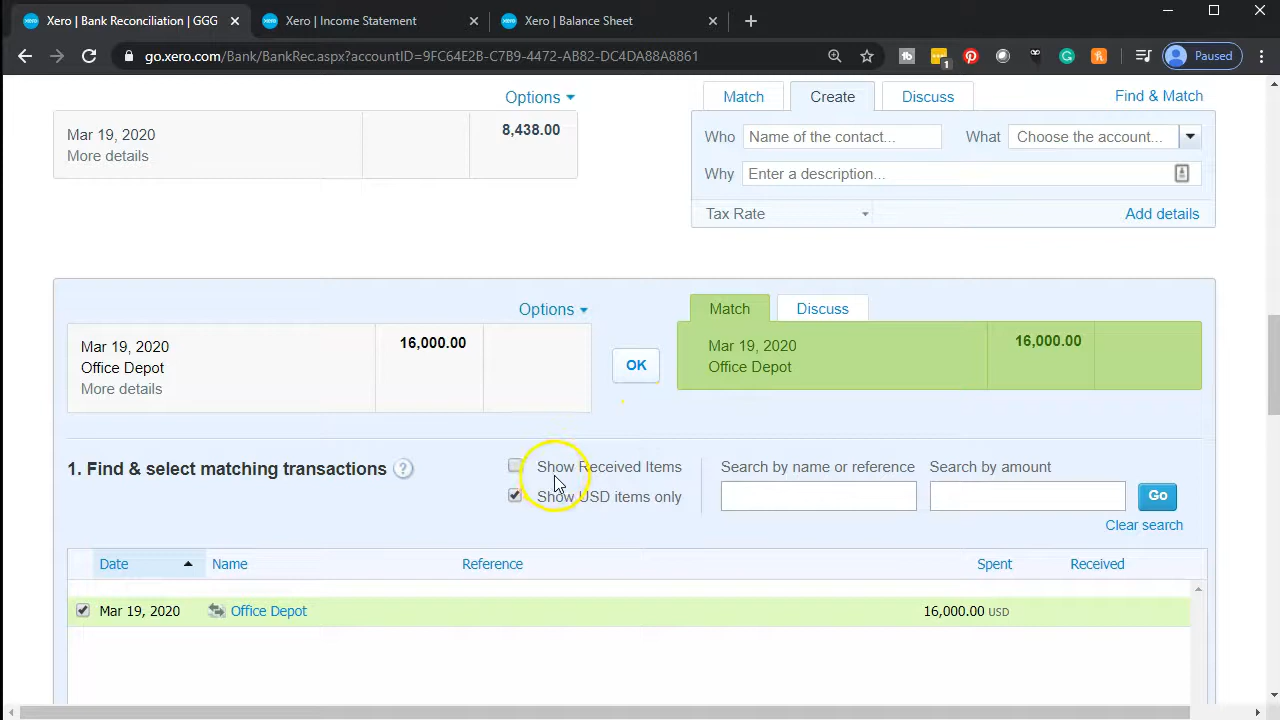 Xero | Bank Reconciliation | GGG
Xero | Income Statement
Xero | Balance Sheet
go.xero.com/Bank/BankRec.aspx?accountID=9FC64E2B-C7B9-4472-AB82-DC4DA88A8861
1
Paused
Options
Mar 19, 2020
8,438.00
More details
Match
Create
Discuss
Find & Match
Who
Name of the contact...
What
Choose the account...
Why
Enter a description...
Tax Rate
Add details
Options
Mar 19, 2020
16,000.00
Office Depot
More details
OK
Match
Discuss
Mar 19, 2020
16,000.00
Office Depot
1. Find & select matching transactions
?
Show Received Items
Show USD items only
Search by name or reference
Search by amount
Go
Clear search
Date
Name
Reference
Spent
Received
Mar 19, 2020
Office Depot
16,000.00 USD